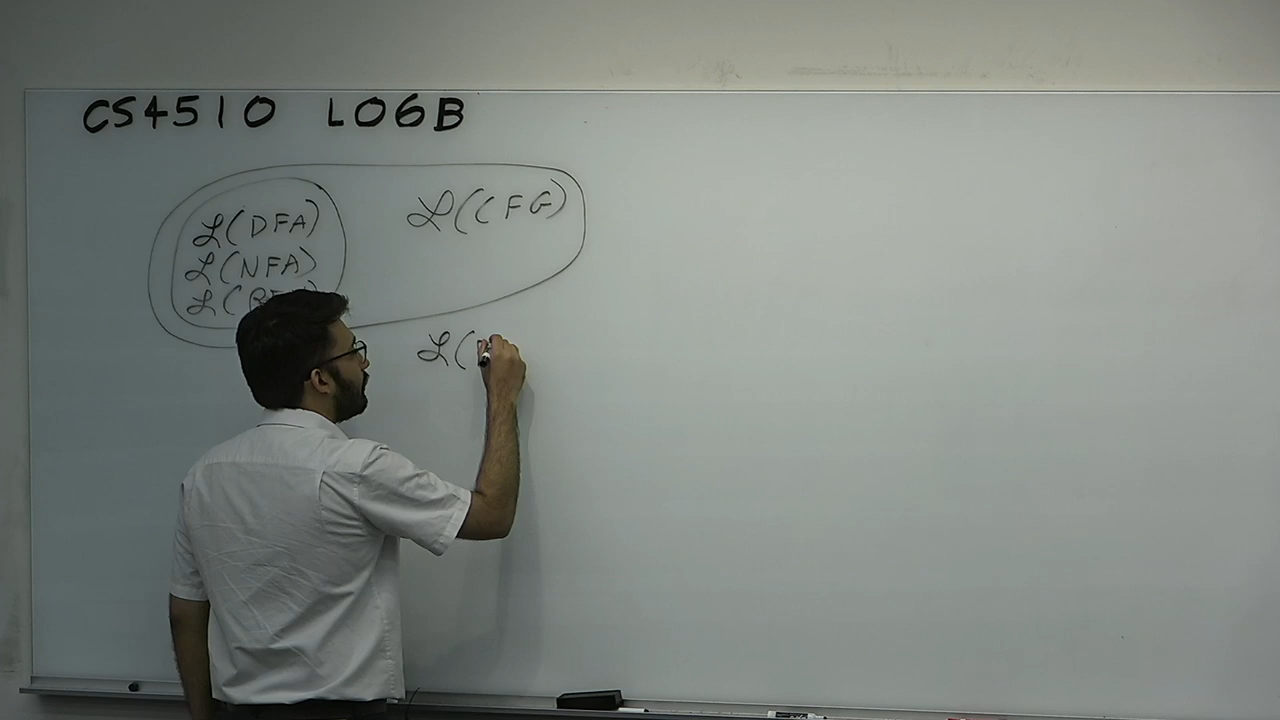 CS4510 L06B
ℒ(DFA) ℒ(CFG)
ℒ(NFA)
ℒ(
ℒ(